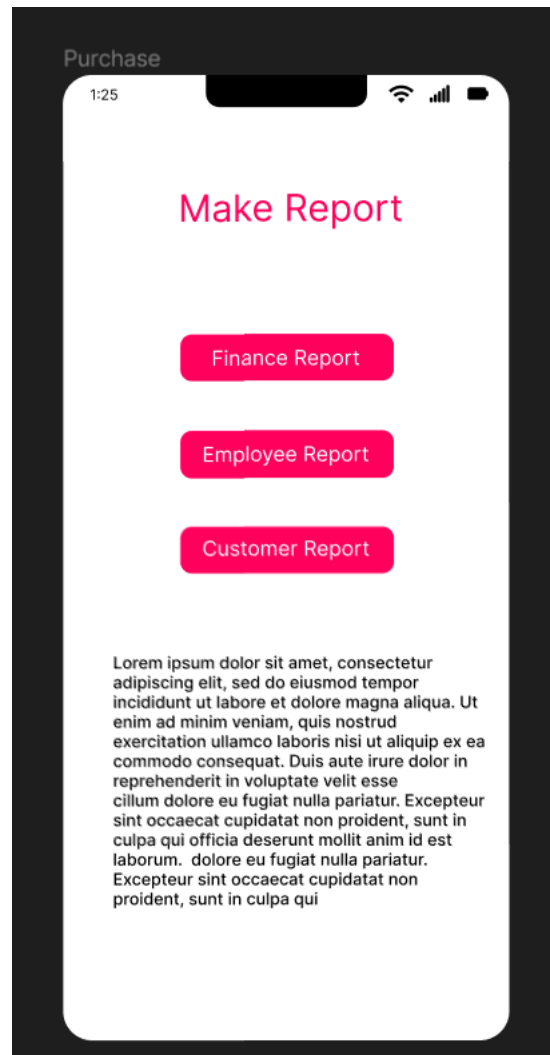 Purchase
1:25
Make Report
Finance Report
Employee Report
Customer Report
Lorem ipsum dolor sit amet, consectetur
adipiscing elit, sed do eiusmod tempor
incididunt ut labore et dolore magna aliqua. Ut
enim ad minim veniam, quis nostrud
exercitation ullamco laboris nisi ut aliquip ex ea
commodo consequat. Duis aute irure dolor in
reprehenderit in voluptate velit esse
cillum dolore eu fugiat nulla pariatur. Excepteur
sint occaecat cupidatat non proident, sunt in
culpa qui officia deserunt mollit anim id est
laborum.  dolore eu fugiat nulla pariatur.
Excepteur sint occaecat cupidatat non
proident, sunt in culpa qui